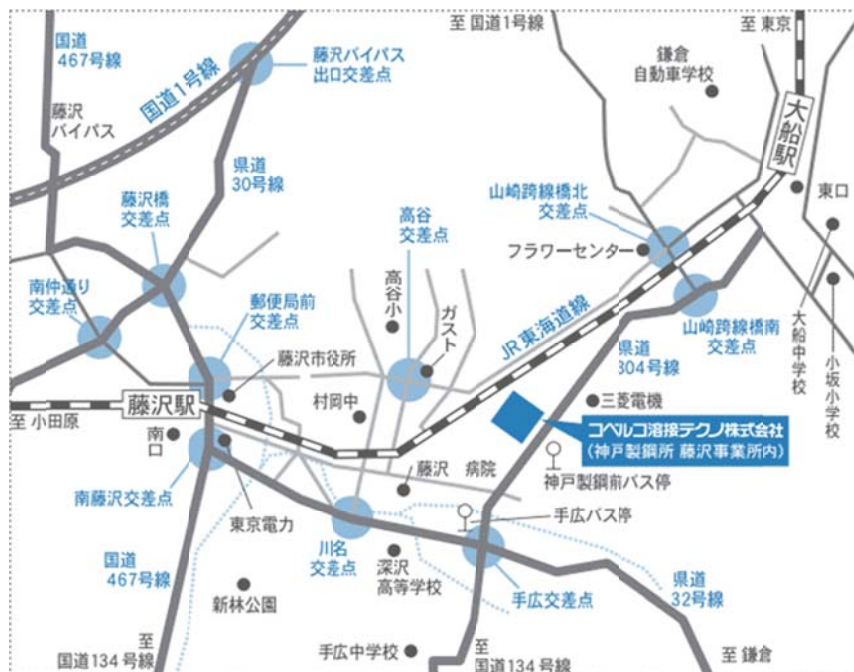 国道
467号線
国道1号線
藤沢バイパス
出口交差点
至 国道1号線
至 東京
鎌倉
自動車学校
藤沢
バイパス
県道
30号線
大船駅
東口
藤沢橋
交差点
高谷
交差点
山崎跨線橋北
交差点
フラワーセンター
南仲通り
交差点
郵便局前
交差点
高谷小
ガスト
JR東海道線
山崎跨線橋南
交差点
大船中学校
小坂小学校
藤沢市役所
県道
304号線
藤沢駅
至 小田原
村岡中
三菱電機
コベルコ溶接テクノ株式会社
(神戸製鋼所 藤沢事業所内)
南口
藤沢 病院
神戸製鋼前バス停
南藤沢交差点
東京電力
手広バス停
川名
交差点
深沢
高等学校
国道
467号線
新林公園
手広交差点
県道
32号線
至
国道134号線
手広中学校
至
国道134号線
至 鎌倉